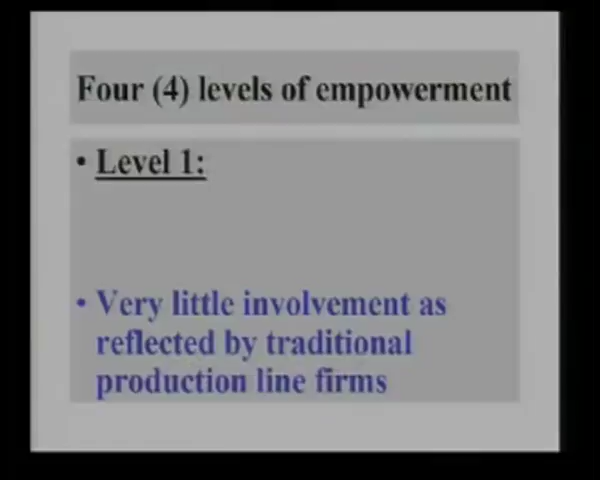 Four (4) levels of empowerment
• Level 1:
• Very little involvement as
reflected by traditional
production line firms